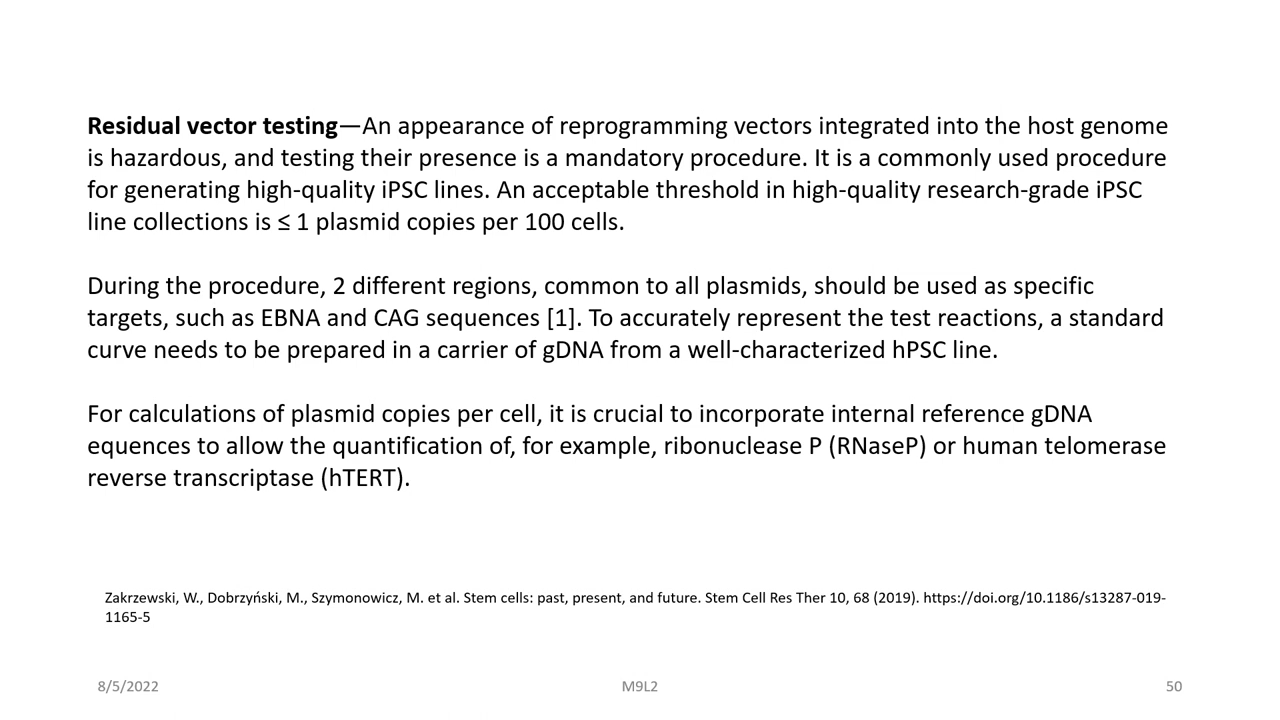 Residual vector testing—An appearance of reprogramming vectors integrated into the host genome
is hazardous, and testing their presence is a mandatory procedure. It is a commonly used procedure
for generating high-quality iPSC lines. An acceptable threshold in high-quality research-grade iPSC
line collections is ≤ 1 plasmid copies per 100 cells.
During the procedure, 2 different regions, common to all plasmids, should be used as specific
targets, such as EBNA and CAG sequences [1]. To accurately represent the test reactions, a standard
curve needs to be prepared in a carrier of gDNA from a well-characterized hPSC line.
For calculations of plasmid copies per cell, it is crucial to incorporate internal reference gDNA
equences to allow the quantification of, for example, ribonuclease P (RNaseP) or human telomerase
reverse transcriptase (hTERT).
Zakrzewski, W., Dobrzyński, M., Szymonowicz, M. et al. Stem cells: past, present, and future. Stem Cell Res Ther 10, 68 (2019). https://doi.org/10.1186/s13287-019-
1165-5
8/5/2022 M9L2 50